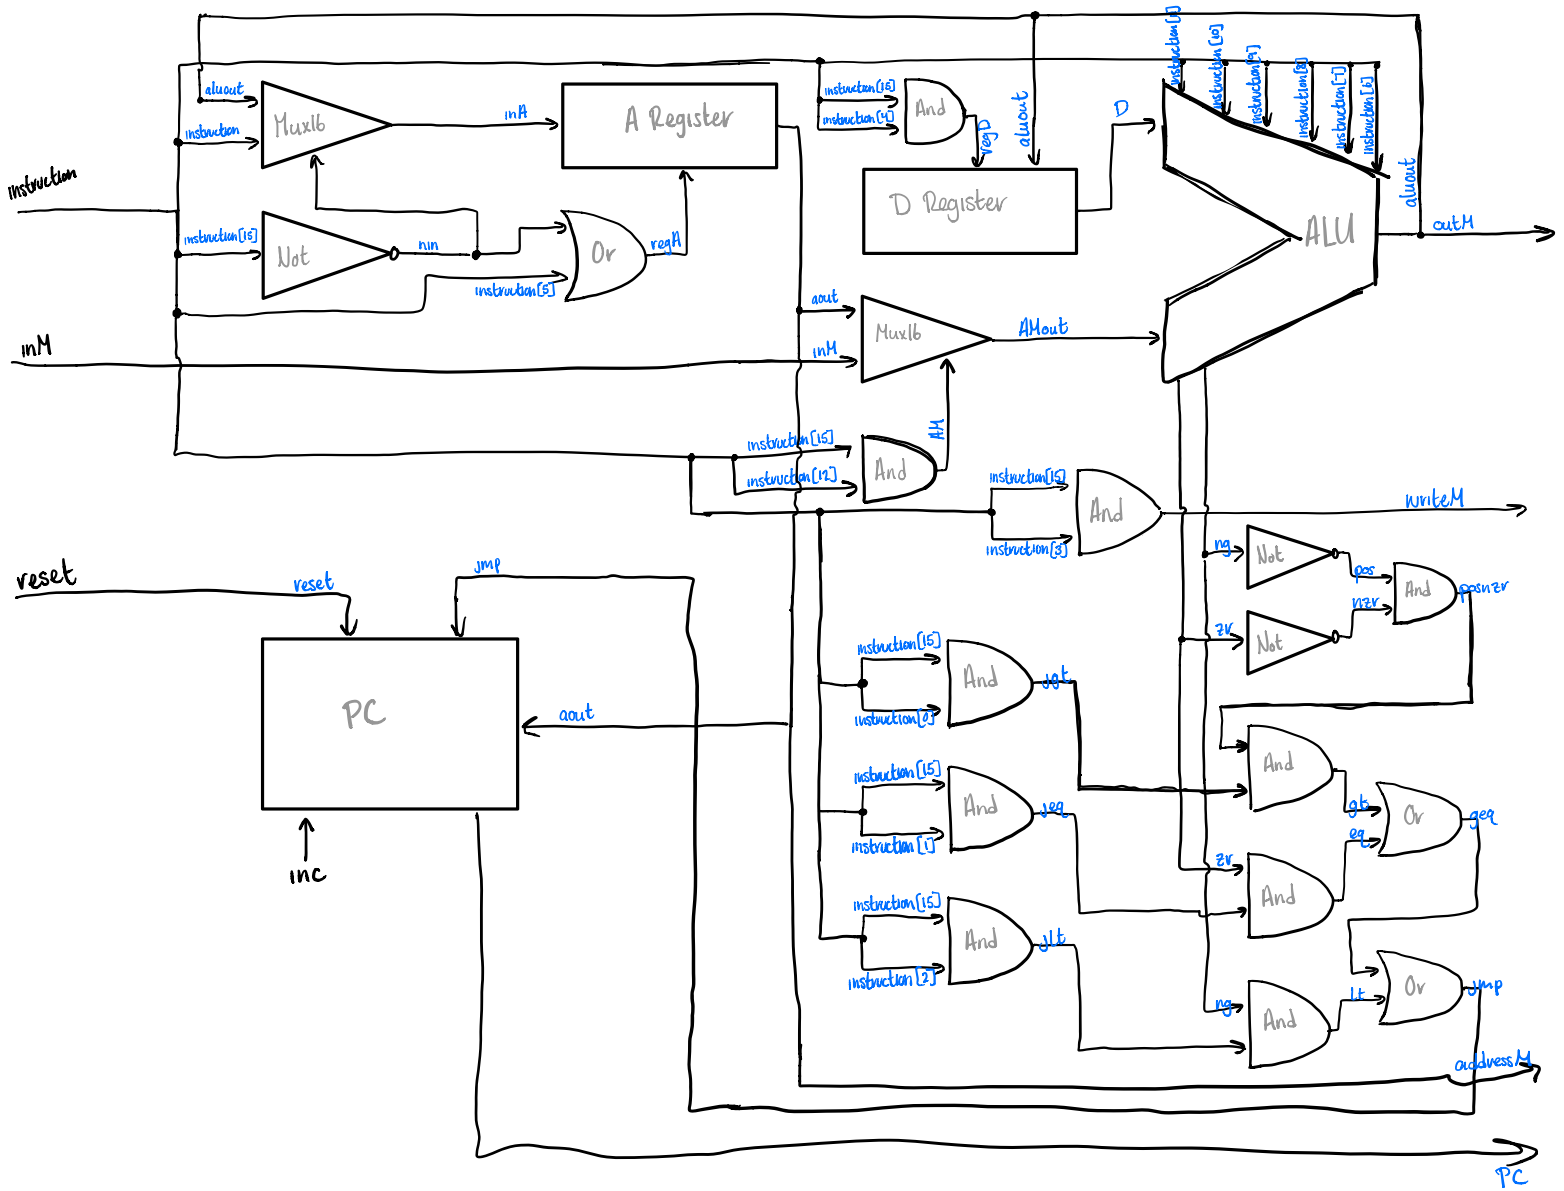 aluout
instruction
Mux16
inA
A Register
instruction[15]
instruction[4]
And
regD
aluout
D Register
D
instruction[10]
instruction[9]
instruction[8]
instruction[7]
instruction[6]
ALU
aluout
outM
instruction
instruction[15]
Not
nin
Or
regA
instruction[5]
inM
aout
inM
Mux16
AMout
AM
instruction[15]
instruction[12]
And
instruction[15]
instruction[3]
And
writeM
reset
reset
jmp
PC
aout
inc
ng
Not
pos
zr
Not
nzr
And
posnzr
instruction[15]
instruction[0]
And
jgt
instruction[15]
instruction[1]
And
jeq
instruction[15]
instruction[2]
And
jlt
And
gt
zr
And
eq
Or
geq
ng
And
lt
Or
jmp
addressM
PC